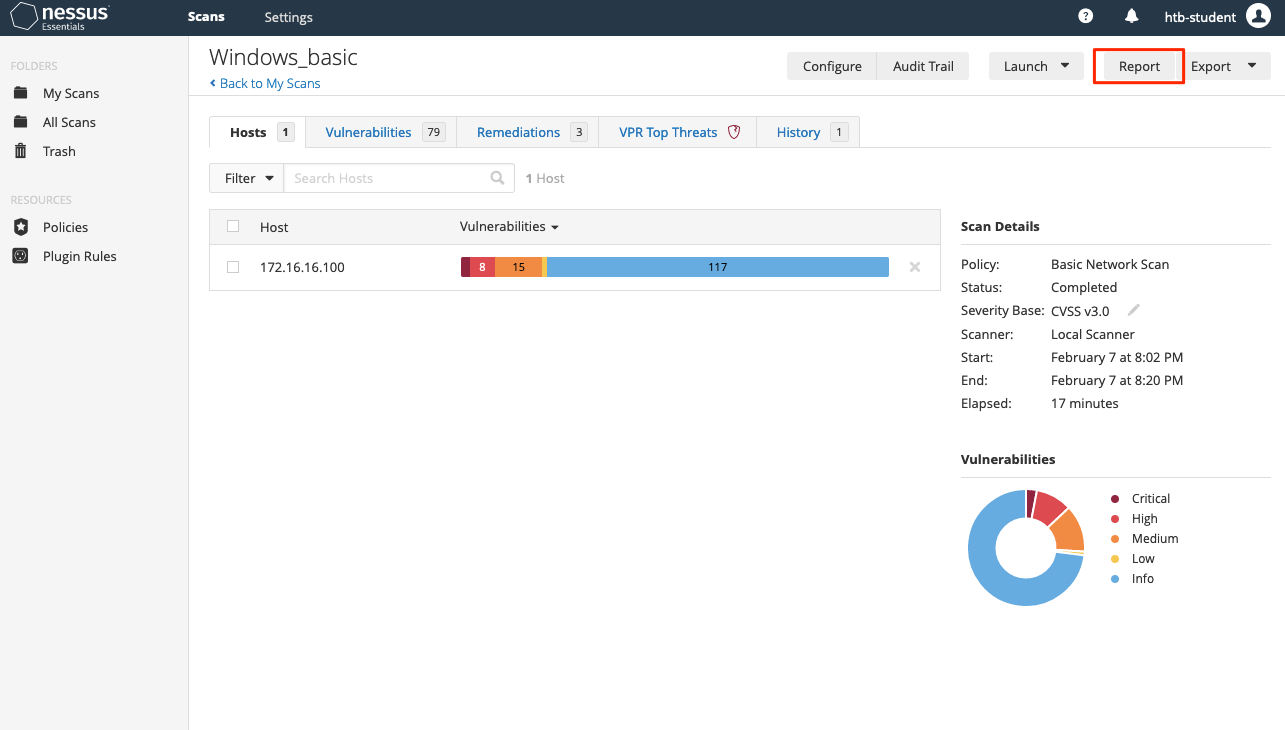 nessus
Essentials
Scans
Settings
htb-student
FOLDERS
My Scans
All Scans
Trash
RESOURCES
Policies
Plugin Rules
Windows_basic
Back to My Scans
Configure
Audit Trail
Launch
Report
Export
Hosts 1
Vulnerabilities 79
Remediations 3
VPR Top Threats
History 1
Filter
Search Hosts
1 Host
Host Vulnerabilities
172.16.16.100 8 15 117
Scan Details
Policy: Basic Network Scan
Status: Completed
Severity Base: CVSS v3.0
Scanner: Local Scanner
Start: February 7 at 8:02 PM
End: February 7 at 8:20 PM
Elapsed: 17 minutes
Vulnerabilities
Critical
High
Medium
Low
Info